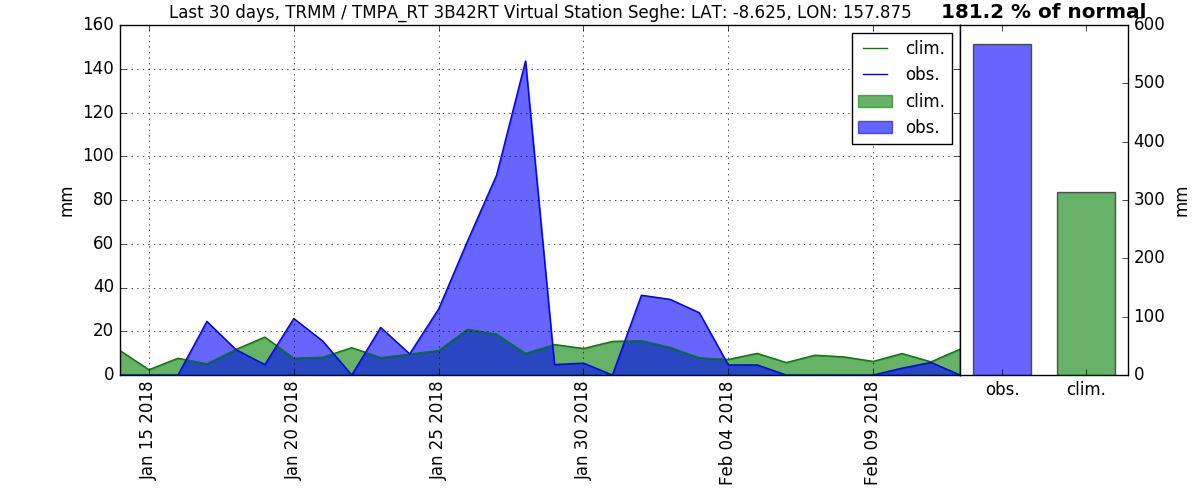 Last 30 days, TRMM / TMPA_RT 3B42RT Virtual Station Seghe: LAT: -8.625, LON: 157.875
181.2 % of normal
160
140
120
100
80
60
40
20
0
mm
clim.
obs.
clim.
obs.
Jan 15 2018
Jan 20 2018
Jan 25 2018
Jan 30 2018
Feb 04 2018
Feb 09 2018
600
500
400
300
200
100
0
mm
obs.
clim.